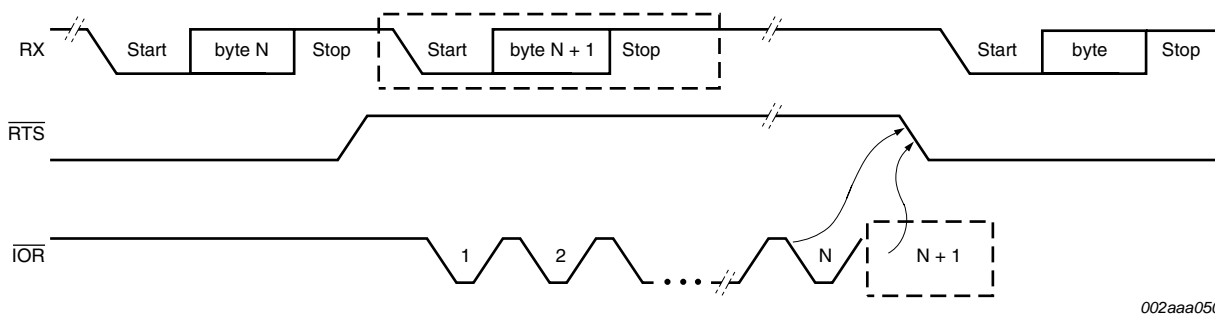 RX Start byte N Stop Start byte N + 1 Stop Start byte Stop
RTS
IOR 1 2 N N + 1
002aaa050